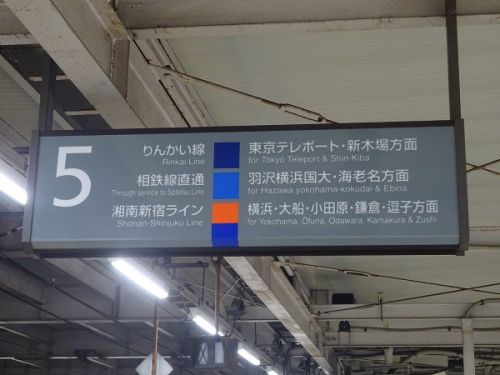 5
りんかい線
Rinkai Line
東京テレポート・新木場方面
for Tokyo Teleport & Shin-Kiba
相鉄線直通
Through service to Sōtetsu Line
羽沢横浜国大・海老名方面
for Hazawa yokohama-kokudai & Ebina
湘南新宿ライン
Shōnan-Shinjuku Line
横浜・大船・小田原・鎌倉・逗子方面
for Yokohama, Ōfuna, Odawara, Kamakura & Zushi